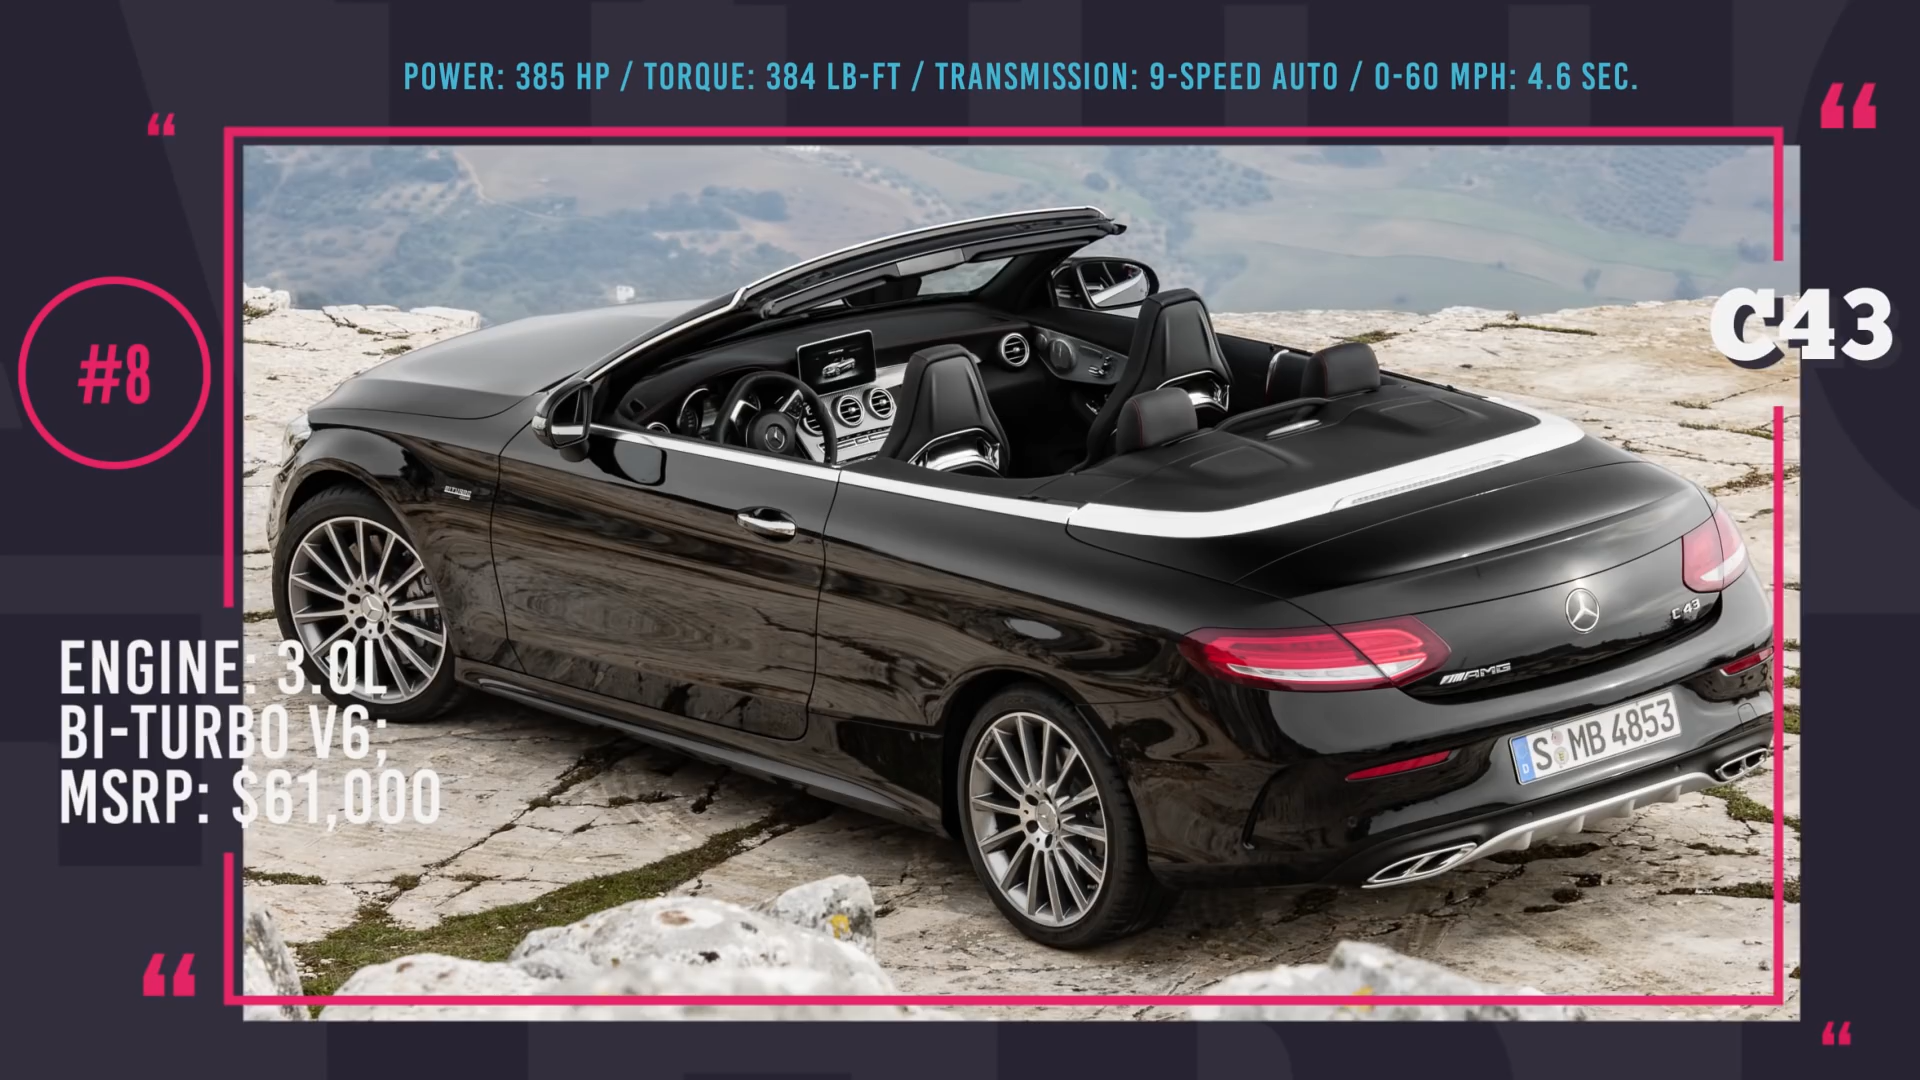 POWER: 385 HP / TORQUE: 384 LB-FT / TRANSMISSION: 9-SPEED AUTO / 0-60 MPH: 4.6 SEC.
#8
C43
BITURBO
ENGINE: 3.0L
BI-TURBO V6;
MSRP: $61,000
C 43
AMG
S MB 4853